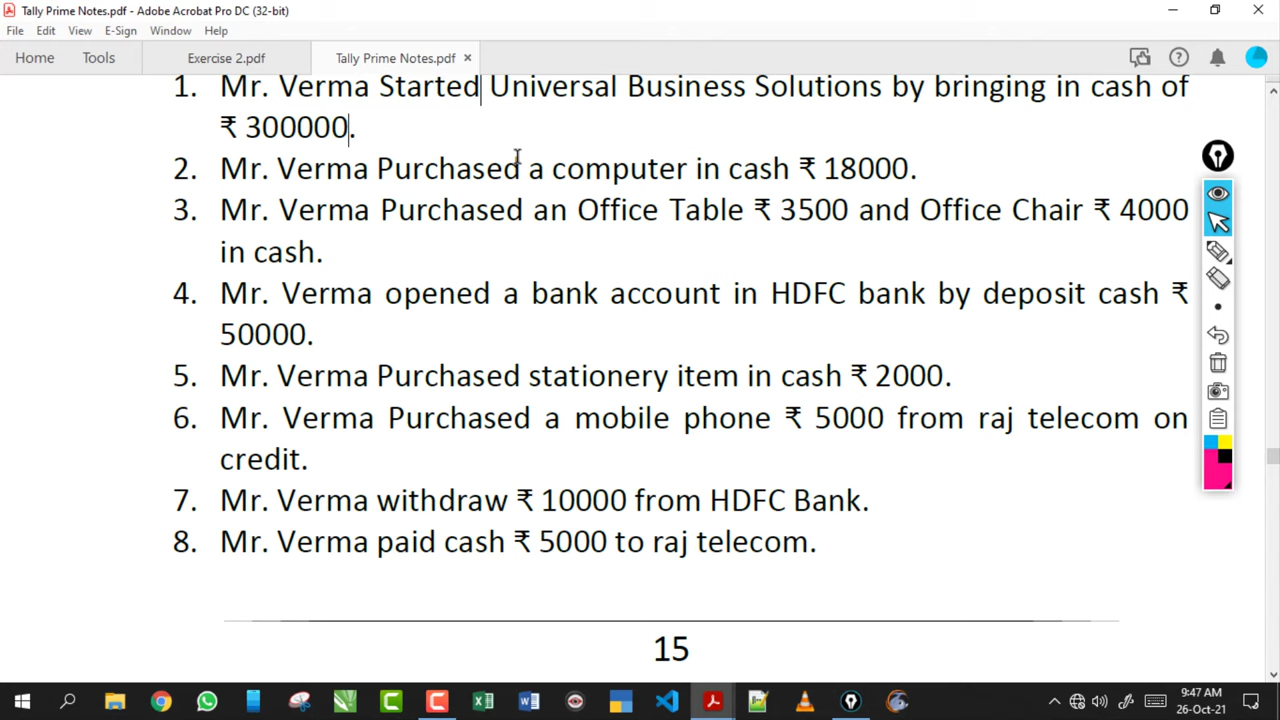 Tally Prime Notes.pdf - Adobe Acrobat Pro DC (32-bit)
File Edit View E-Sign Window Help
Home Tools Exercise 2.pdf Tally Prime Notes.pdf ×
1. Mr. Verma Started Universal Business Solutions by bringing in cash of
₹ 300000.
2. Mr. Verma Purchased a computer in cash ₹ 18000.
3. Mr. Verma Purchased an Office Table ₹ 3500 and Office Chair ₹ 4000
in cash.
4. Mr. Verma opened a bank account in HDFC bank by deposit cash ₹
50000.
5. Mr. Verma Purchased stationery item in cash ₹ 2000.
6. Mr. Verma Purchased a mobile phone ₹ 5000 from raj telecom on
credit.
7. Mr. Verma withdraw ₹ 10000 from HDFC Bank.
8. Mr. Verma paid cash ₹ 5000 to raj telecom.
15
9:47 AM
26-Oct-21